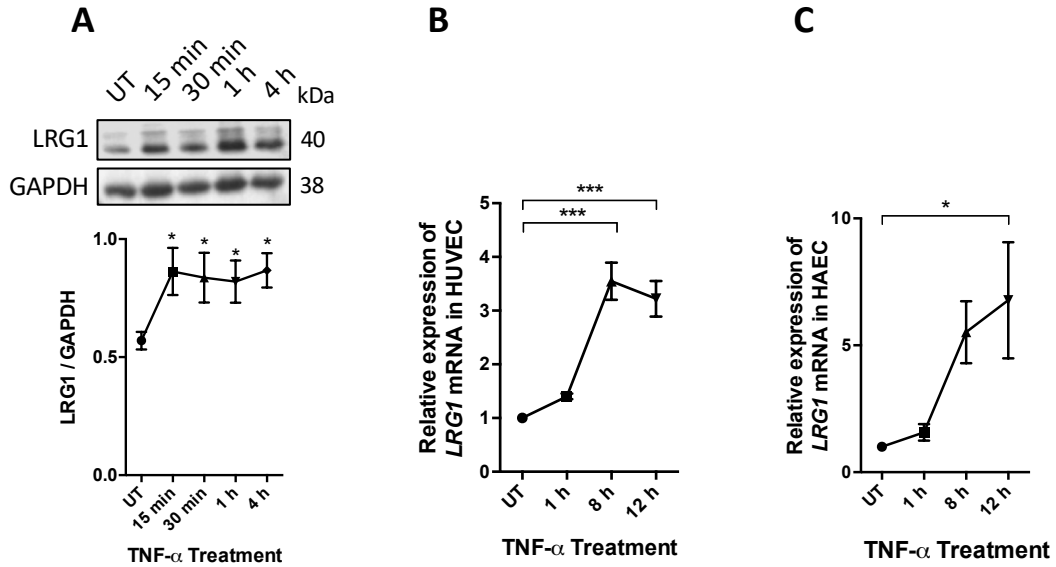 A
UT
15 min
30 min
1 h
4 h
kDa
LRG1
40
GAPDH
38
1.0
0.5
0.0
LRG1 / GAPDH
*
*
*
*
UT
15 min
30 min
1 h
4 h
TNF-α Treatment
B
Relative expression of
LRG1 mRNA in HUVEC
5
4
3
2
1
0
***
***
UT
1 h
8 h
12 h
TNF-α Treatment
C
Relative expression of
LRG1 mRNA in HAEC
10
5
0
*
UT
1 h
8 h
12 h
TNF-α Treatment